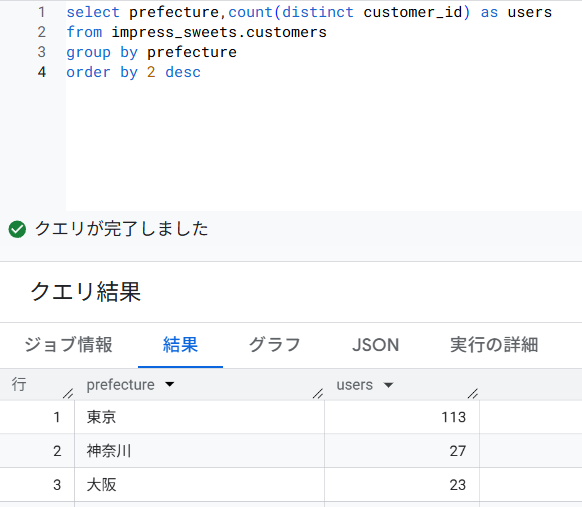 1 select prefecture,count(distinct customer_id) as users
2 from impress_sweets.customers
3 group by prefecture
4 order by 2 desc
クエリが完了しました
クエリ結果
ジョブ情報 結果 グラフ JSON 実行の詳細
行 prefecture users
1 東京 113
2 神奈川 27
3 大阪 23